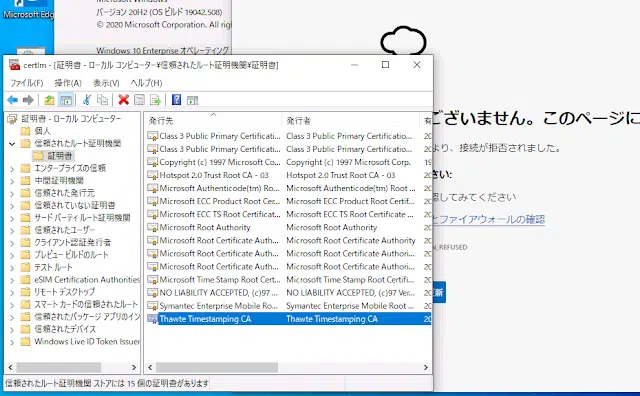 Microsoft Edg
Microsoft Windows
バージョン 20H2 (OS ビルド 19042.508)
© 2020 Microsoft Corporation. All rig
Windows 10 Enterprise オペレーティング
certlm - [証明書 - ローカル コンピューター¥信頼されたルート証明機関¥証明書]
ファイル(F) 操作(A) 表示(V) ヘルプ(H)
証明書 - ローカル コンピューター
個人
信頼されたルート証明機関
証明書
エンタープライズの信頼
中間証明機関
信頼された発行元
信頼されていない証明書
サード パーティ ルート証明機関
信頼されたユーザー
クライアント認証発行者
プレビュー ビルドのルート
テスト ルート
eSIM Certification Authorities
リモート デスクトップ
スマート カードの信頼されたルート
信頼されたパッケージ アプリのイン
信頼されたデバイス
Windows Live ID Token Issuer
発行先 発行者 有
Class 3 Public Primary Certificatio... Class 3 Public Primary Certificatio... 20
Class 3 Public Primary Certificatio... Class 3 Public Primary Certificatio... 20
Copyright (c) 1997 Microsoft C... Copyright (c) 1997 Microsoft Corp. 20
Hotspot 2.0 Trust Root CA - 03 Hotspot 2.0 Trust Root CA - 03 20
Microsoft Authenticode(tm) Ro... Microsoft Authenticode(tm) Root ... 20
Microsoft ECC Product Root Cer... Microsoft ECC Product Root Certifi... 20
Microsoft ECC TS Root Certificat... Microsoft ECC TS Root Certificate ... 20
Microsoft Root Authority Microsoft Root Authority 20
Microsoft Root Certificate Autho... Microsoft Root Certificate Authority 20
Microsoft Root Certificate Autho... Microsoft Root Certificate Authori... 20
Microsoft Root Certificate Autho... Microsoft Root Certificate Authori... 20
Microsoft Time Stamp Root Cert... Microsoft Time Stamp Root Certifi... 20
NO LIABILITY ACCEPTED, (c)97 ... NO LIABILITY ACCEPTED, (c)97 Ve... 20
Symantec Enterprise Mobile Ro... Symantec Enterprise Mobile Root ... 20
Thawte Timestamping CA Thawte Timestamping CA 20
信頼されたルート証明機関 ストアには 15 個の証明書があります
ございません。このページに
より、接続が拒否されました。
さい:
認してみてください
とファイアウォールの確認
N_REFUSED
新